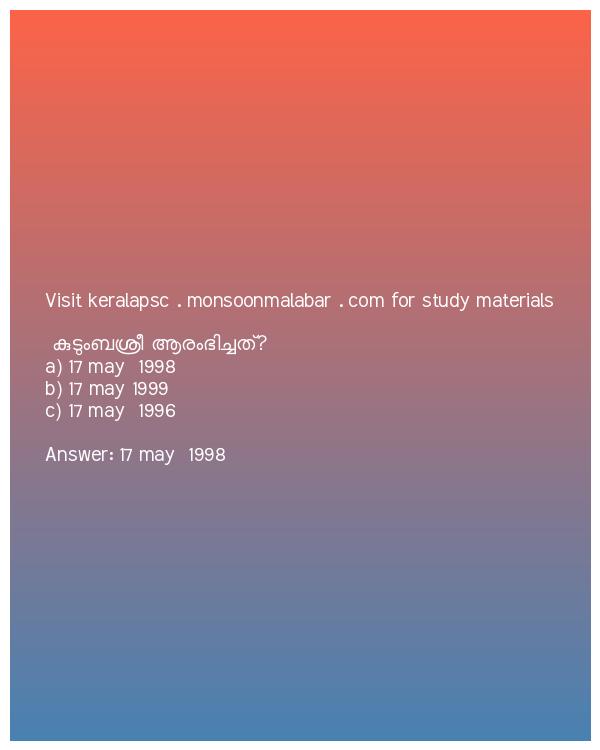 Visit keralapsc . monsoonmalabar . com for study materials
കുടുംബശ്രീ ആരംഭിച്ചത്?
a) 17 may 1998
b) 17 may 1999
c) 17 may 1996
Answer: 17 may 1998